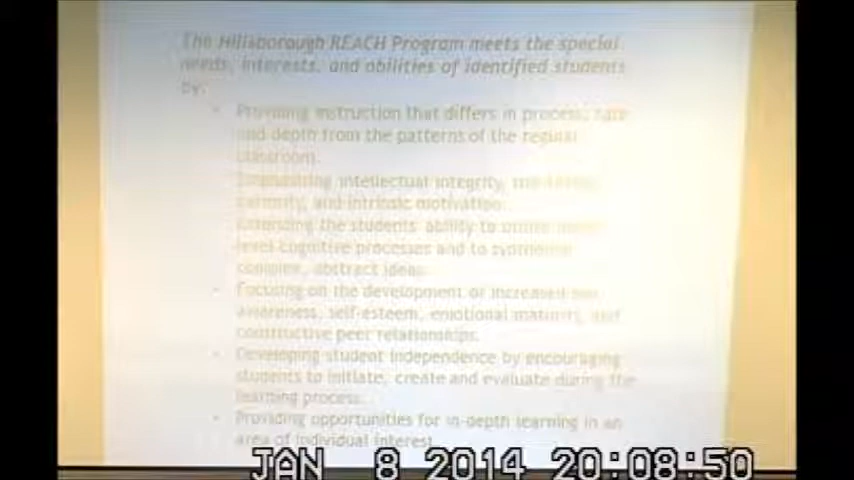 The Hillsborough REACH Program meets the special
needs, interests, and abilities of identified students
by:
• Providing instruction that differs in process, rate
and depth from the patterns of the regular
classroom.
Emphasizing intellectual integrity,
curiosity, and intrinsic motivation.
Extending the students' ability to
level cognitive processes and to synthesize
complex, abstract ideas.
• Focusing on the development of increased
awareness, self-esteem, emotional maturity, and
constructive peer relationships.
• Developing student independence by encouraging
students to initiate, create and evaluate during the
learning process.
• Providing opportunities for in-depth learning in an
area of individual interest.
JAN 8 2014 20:08:50